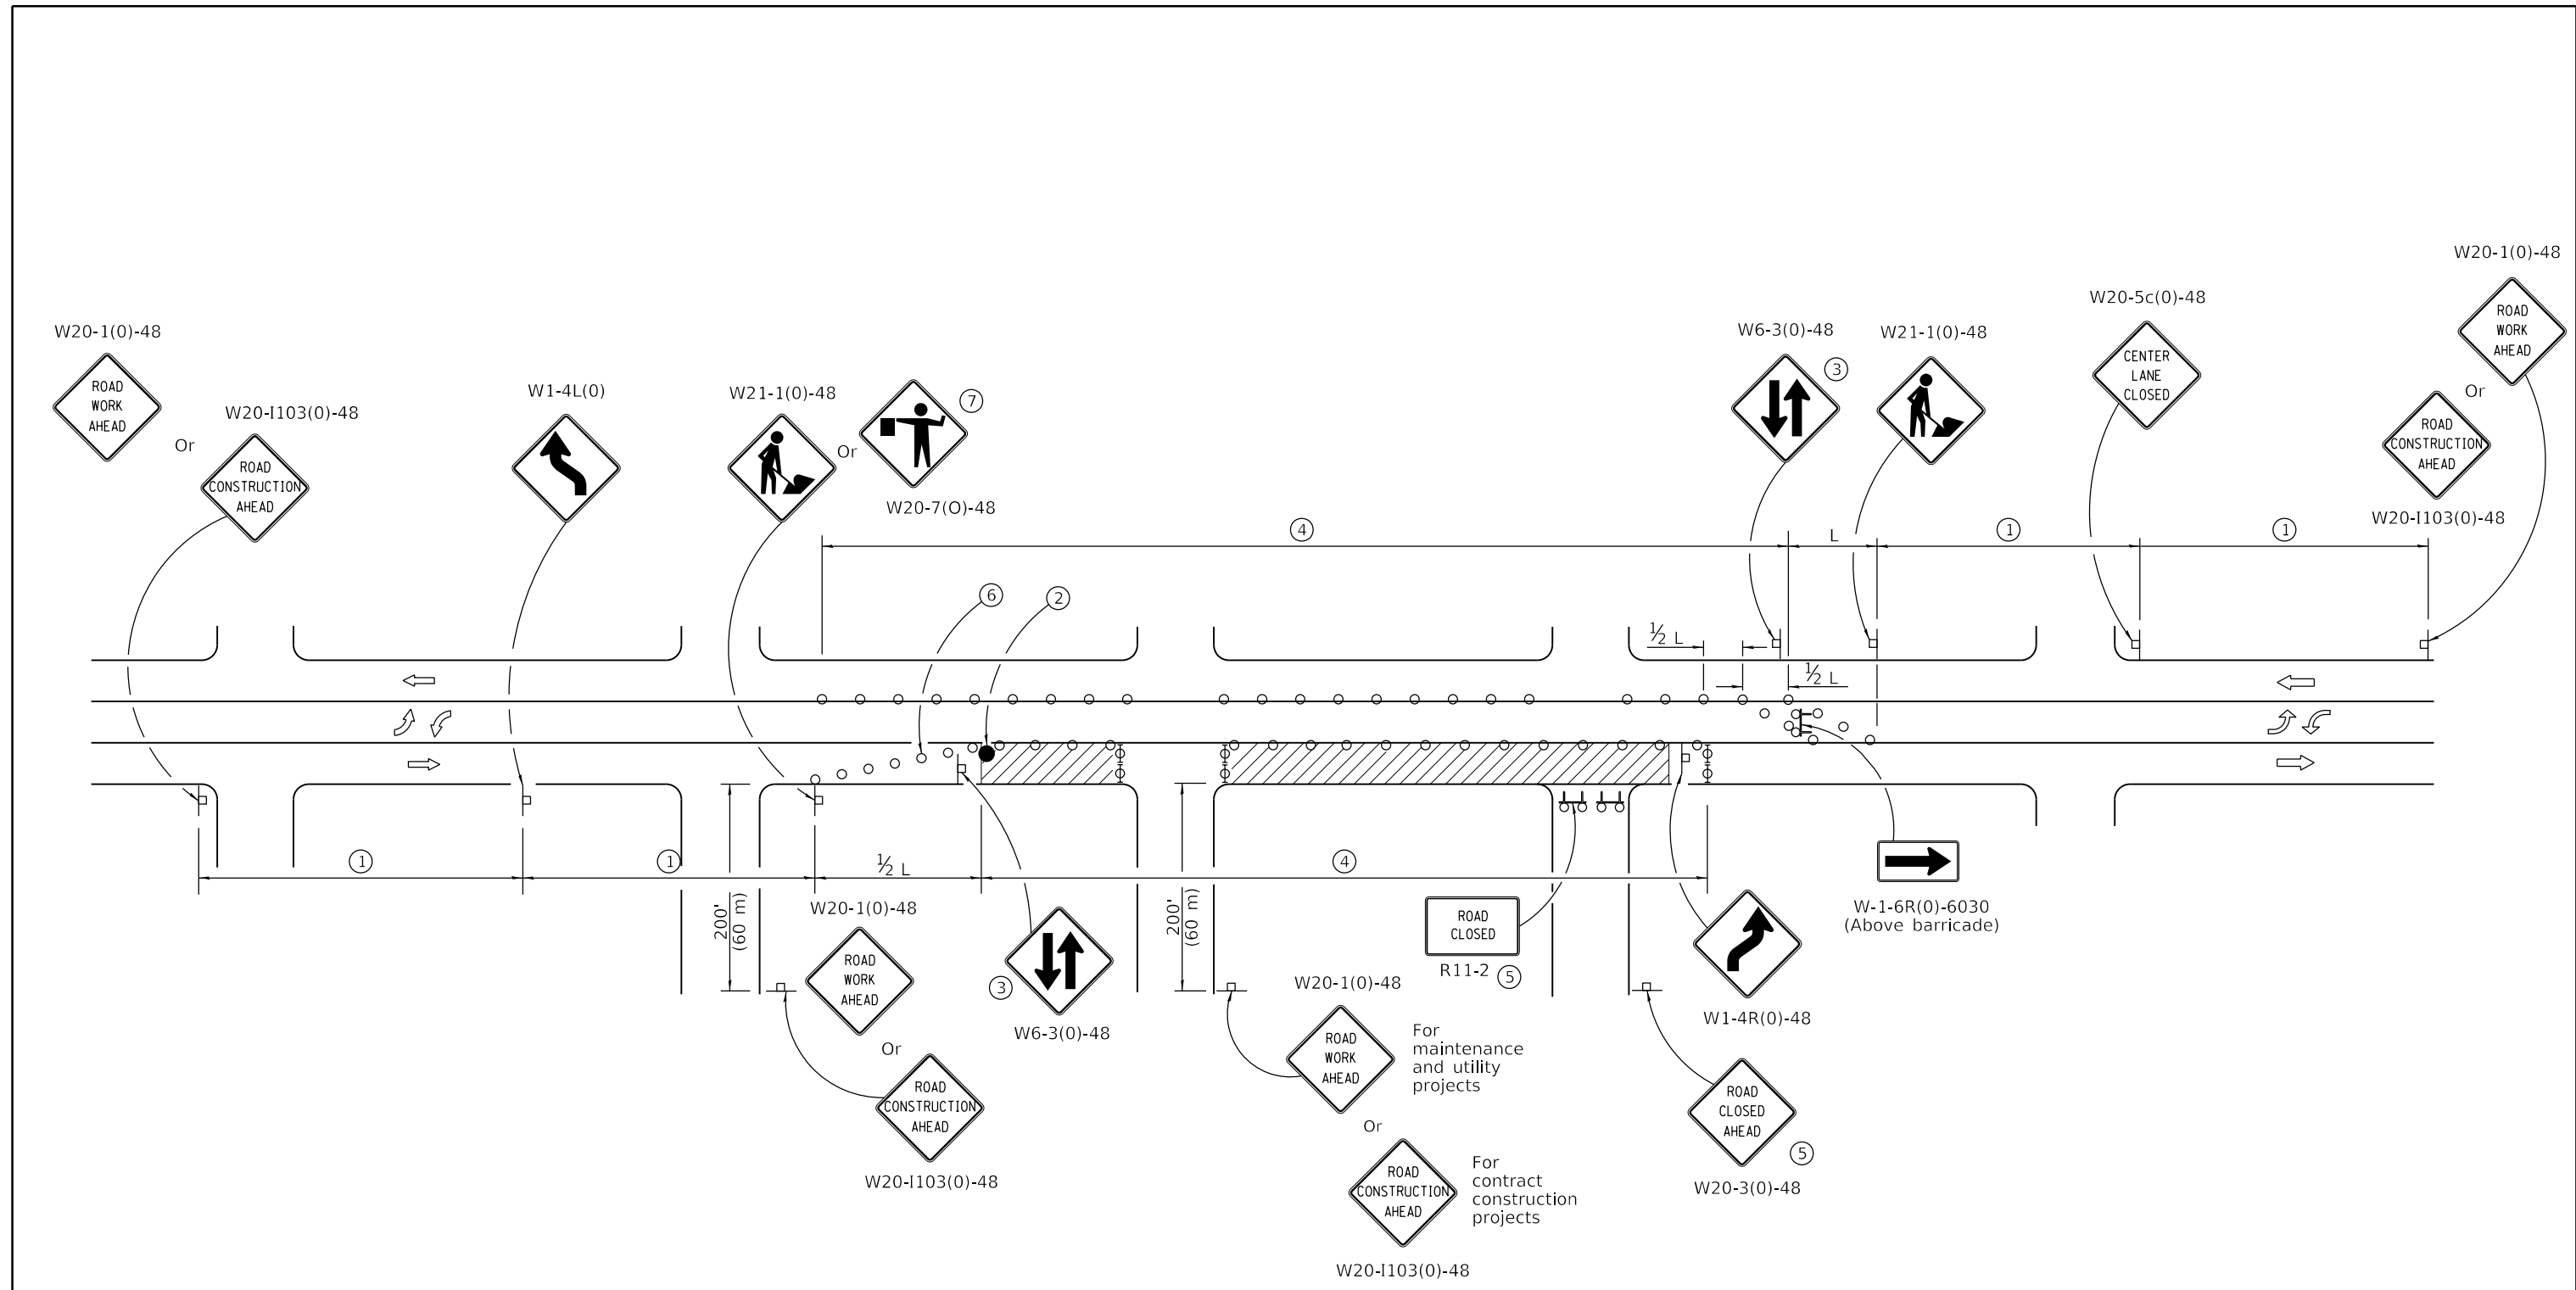 W20-1(0)-48
ROAD
WORK
AHEAD
Or
W20-I103(0)-48
ROAD
CONSTRUCTION
AHEAD
W1-4L(0)
W21-1(0)-48
Or
7
W20-7(O)-48
W6-3(0)-48
3
W21-1(0)-48
W20-5c(0)-48
CENTER
LANE
CLOSED
W20-1(0)-48
ROAD
WORK
AHEAD
Or
ROAD
CONSTRUCTION
AHEAD
W20-I103(0)-48
4
L
1
1
6
2
½ L
½ L
1
1
½ L
4
200'
(60 m)
200'
(60 m)
W20-1(0)-48
ROAD
WORK
AHEAD
Or
ROAD
CONSTRUCTION
AHEAD
W20-I103(0)-48
3
W6-3(0)-48
ROAD
CLOSED
R11-2
5
W20-1(0)-48
ROAD
WORK
AHEAD
For
maintenance
and utility
projects
Or
ROAD
CONSTRUCTION
AHEAD
For
contract
construction
projects
W20-I103(0)-48
W1-4R(0)-48
ROAD
CLOSED
AHEAD
5
W20-3(0)-48
W-1-6R(0)-6030
(Above barricade)